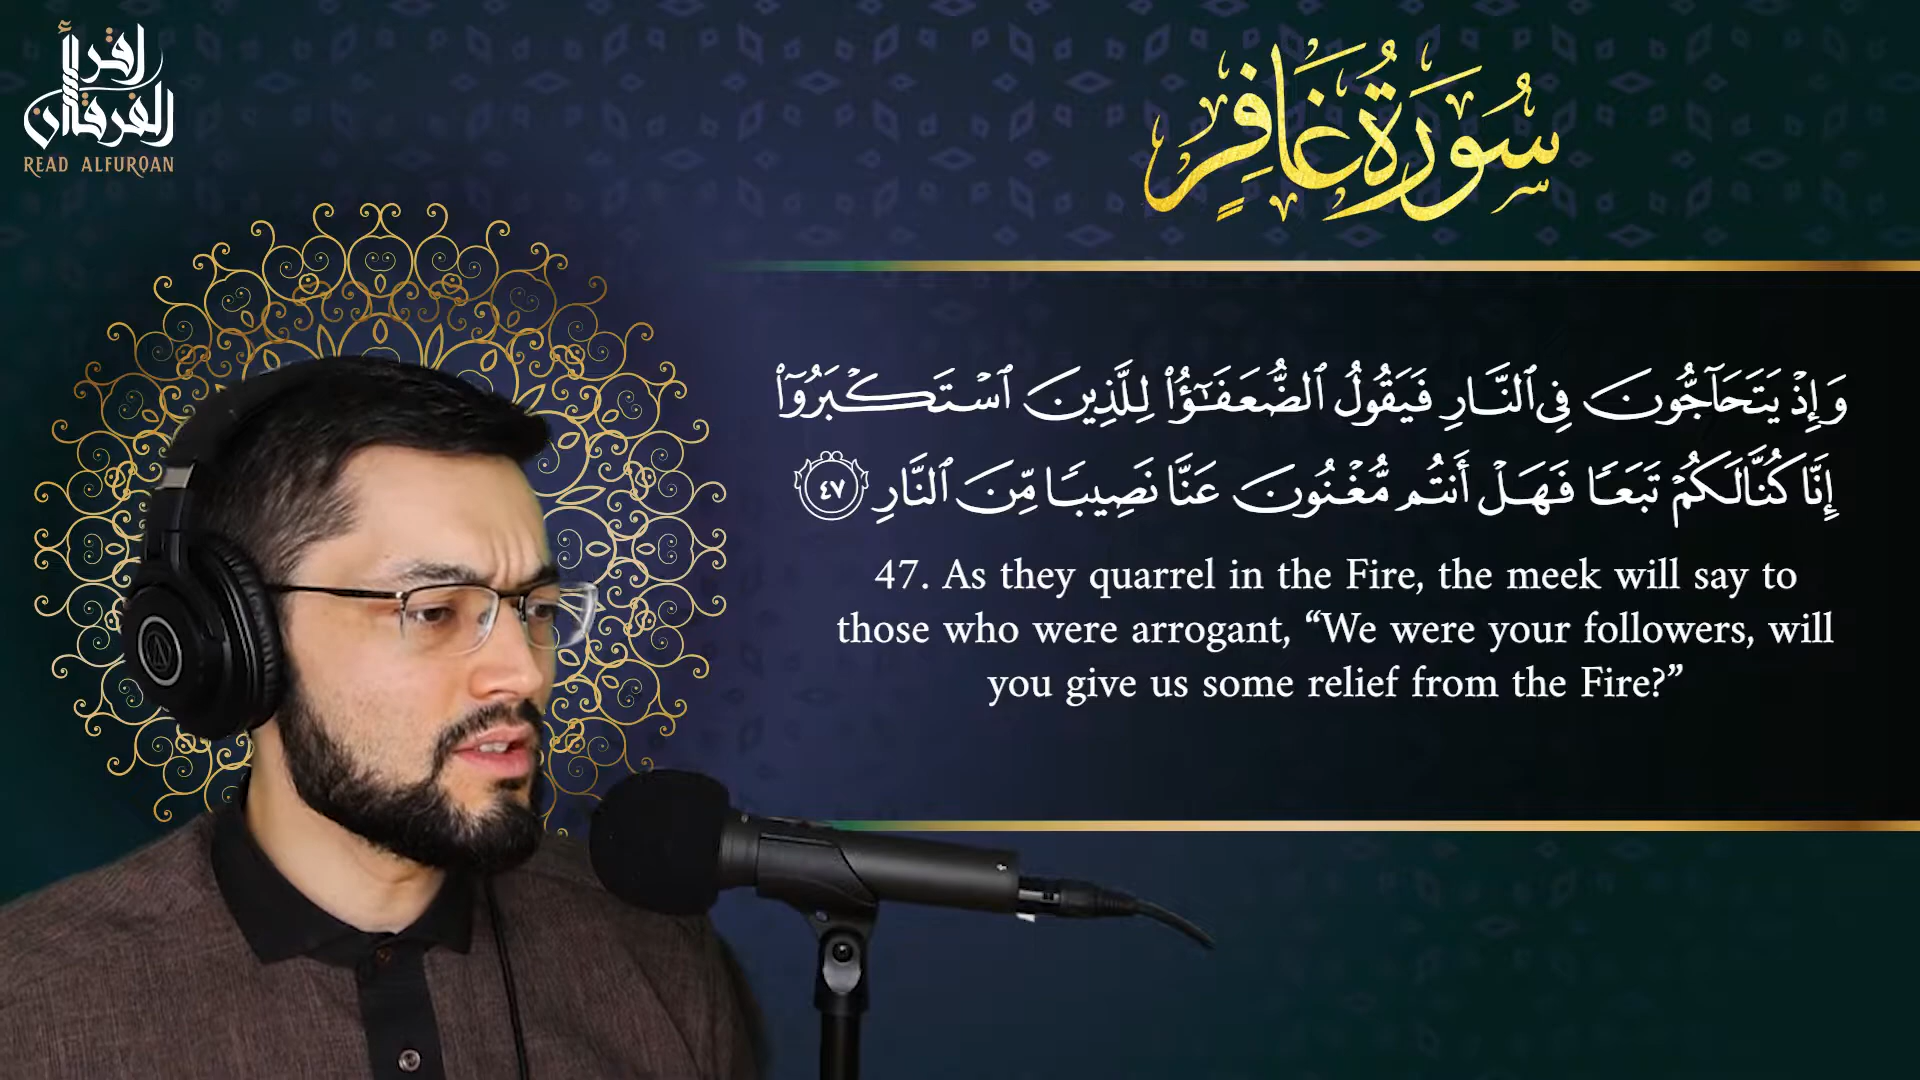 اقرأ
الفرقان
READ ALFURQAN
سُورَةُ غَافِرٍ
وَإِذْ يَتَحَآجُّونَ فِي ٱلنَّارِ فَيَقُولُ ٱلضُّعَفَٰٓؤُا۟ لِلَّذِينَ ٱسْتَكْبَرُوٓا۟
إِنَّا كُنَّا لَكُمْ تَبَعًا فَهَلْ أَنتُم مُّغْنُونَ عَنَّا نَصِيبًا مِّنَ ٱلنَّارِ ٤٧
47. As they quarrel in the Fire, the meek will say to
those who were arrogant, “We were your followers, will
you give us some relief from the Fire?”